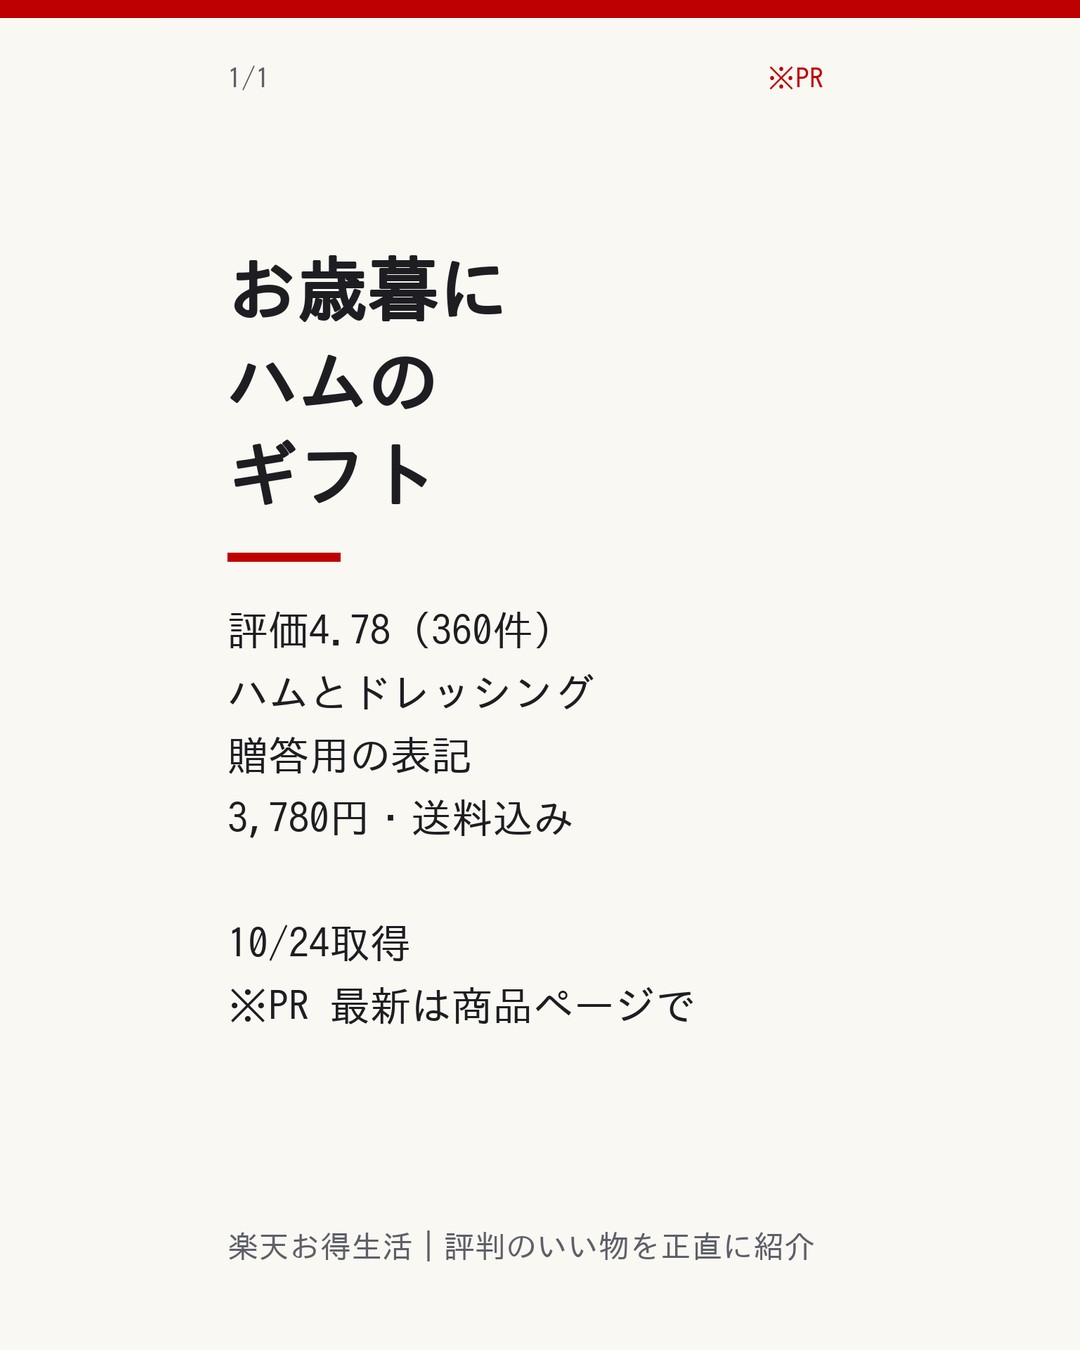 1/1
※PR
お歳暮に
ハムの
ギフト
評価4.78（360件）
ハムとドレッシング
贈答用の表記
3,780円・送料込み
10/24取得
※PR 最新は商品ページで
楽天お得生活｜評判のいい物を正直に紹介